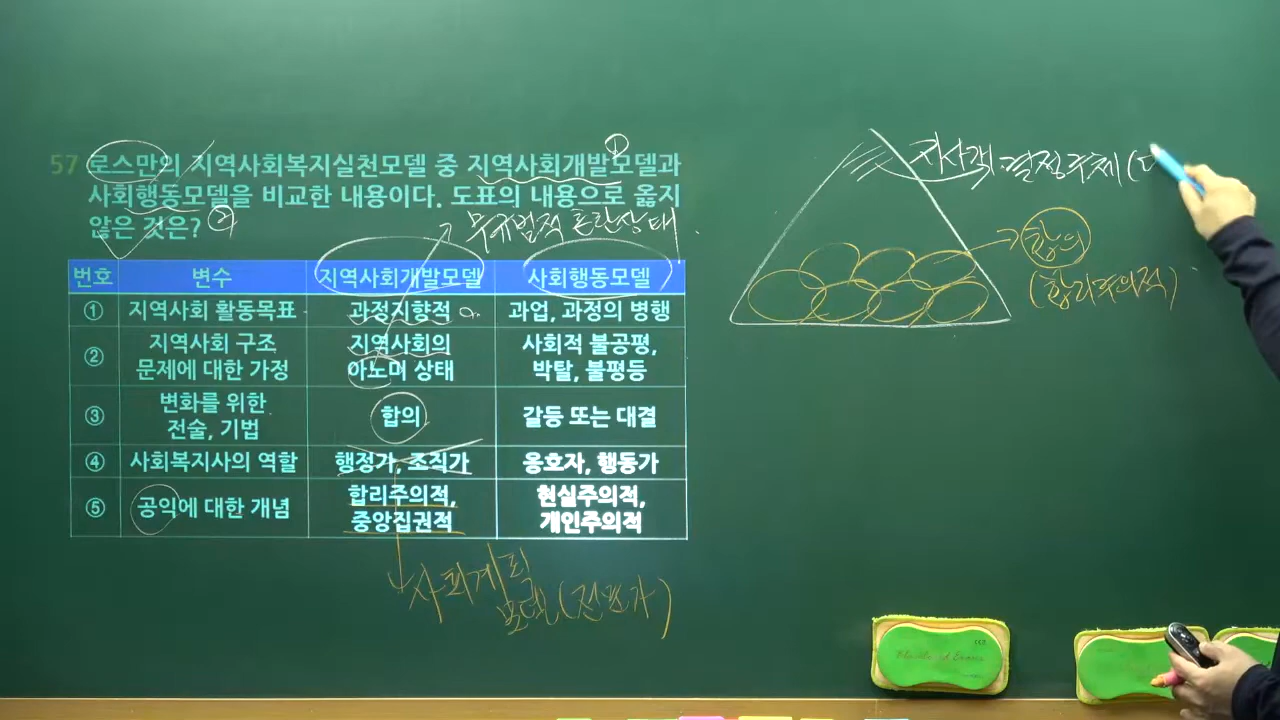 57 로스만의 지역사회복지실천모델 중 지역사회개발모델과
사회행동모델을 비교한 내용이다. 도표의 내용으로 옳지
않은 것은?
① ②
무규범적 혼란상태
번호 변수 지역사회개발모델 사회행동모델
① 지역사회 활동목표 과정지향적 과업, 과정의 병행
② 지역사회 구조 문제에 대한 가정 지역사회의 아노미 상태 사회적 불공평, 박탈, 불평등
③ 변화를 위한 전술, 기법 합의 갈등 또는 대결
④ 사회복지사의 역할 행정가, 조직가 옹호자, 행동가
⑤ 공익에 대한 개념 합리주의적, 중앙집권적 현실주의적, 개인주의적
사회계획
모델(전문가)
결정주체(
합의
(합리주의적)